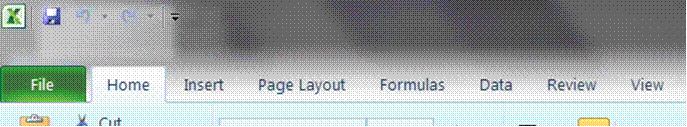 File Home Insert Page Layout Formulas Data Review View
Cut